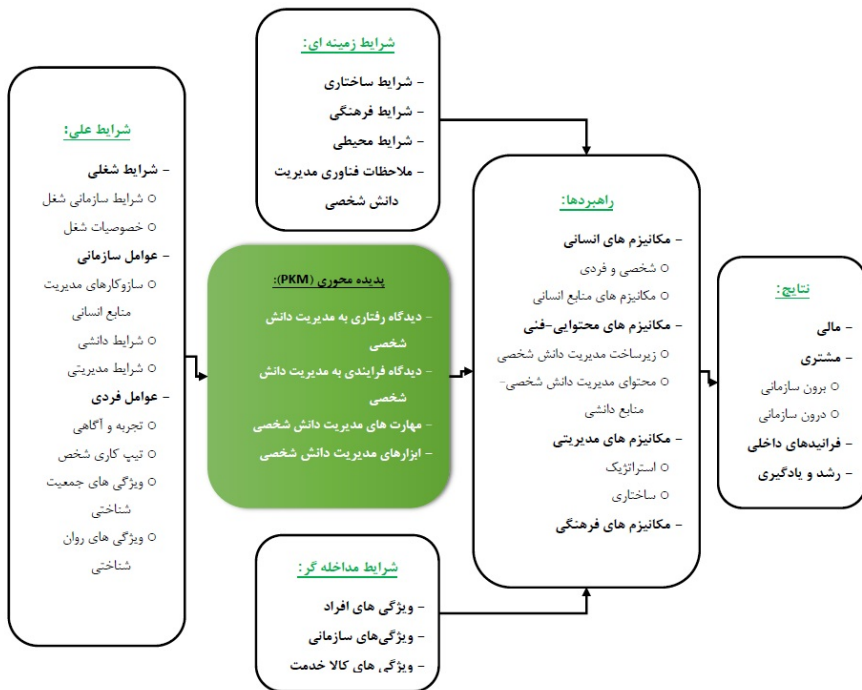 شرایط زمینه ای:
- شرایط ساختاری
- شرایط فرهنگی
- شرایط محیطی
- ملاحظات فناوری مدیریت
دانش شخصی
شرایط علی:
- شرایط شغلی
○ شرایط سازمانی شغل
○ خصوصیات شغل
- عوامل سازمانی
○ سازوکارهای مدیریت
منابع انسانی
○ شرایط دانشی
○ شرایط مدیریتی
- عوامل فردی
○ تجربه و آگاهی
○ تیپ کاری شخص
○ ویژگی های جمعیت
شناختی
○ ویژگی های روان
شناختی
پدیده محوری (PKM):
- دیدگاه رفتاری به مدیریت دانش
شخصی
- دیدگاه فرایندی به مدیریت دانش
شخصی
- مهارت های مدیریت دانش شخصی
- ابزارهای مدیریت دانش شخصی
شرایط مداخله گر:
- ویژگی های افراد
- ویژگی‌های سازمانی
- ویژگی های کالا خدمت
راهبردها:
- مکانیزم های انسانی
○ شخصی و فردی
○ مکانیزم های منابع انسانی
- مکانیزم های محتوایی-فنی
○ زیرساخت مدیریت دانش شخصی
○ محتوای مدیریت دانش شخصی-
منابع دانشی
- مکانیزم های مدیریتی
○ استراتژیک
○ ساختاری
- مکانیزم های فرهنگی
نتایج:
- مالی
- مشتری
○ برون سازمانی
○ درون سازمانی
- فرانیدهای داخلی
- رشد و یادگیری